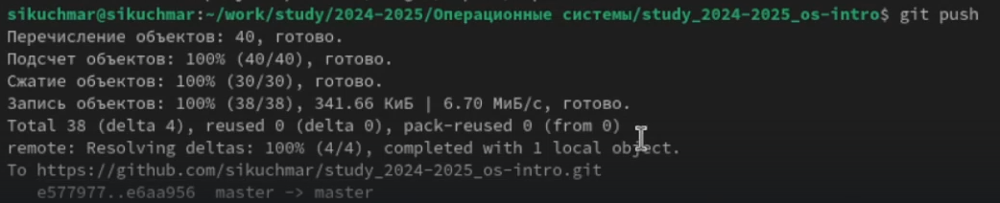 sikuchmar@sikuchmar:~/work/study/2024-2025/Операционные системы/study_2024-2025_os-intro$ git push
Перечисление объектов: 40, готово.
Подсчет объектов: 100% (40/40), готово.
Сжатие объектов: 100% (30/30), готово.
Запись объектов: 100% (38/38), 341.66 КиБ | 6.70 МиБ/с, готово.
Total 38 (delta 4), reused 0 (delta 0), pack-reused 0 (from 0)
remote: Resolving deltas: 100% (4/4), completed with 1 local object.
To https://github.com/sikuchmar/study_2024-2025_os-intro.git
   e577977..e6aa956  master -> master